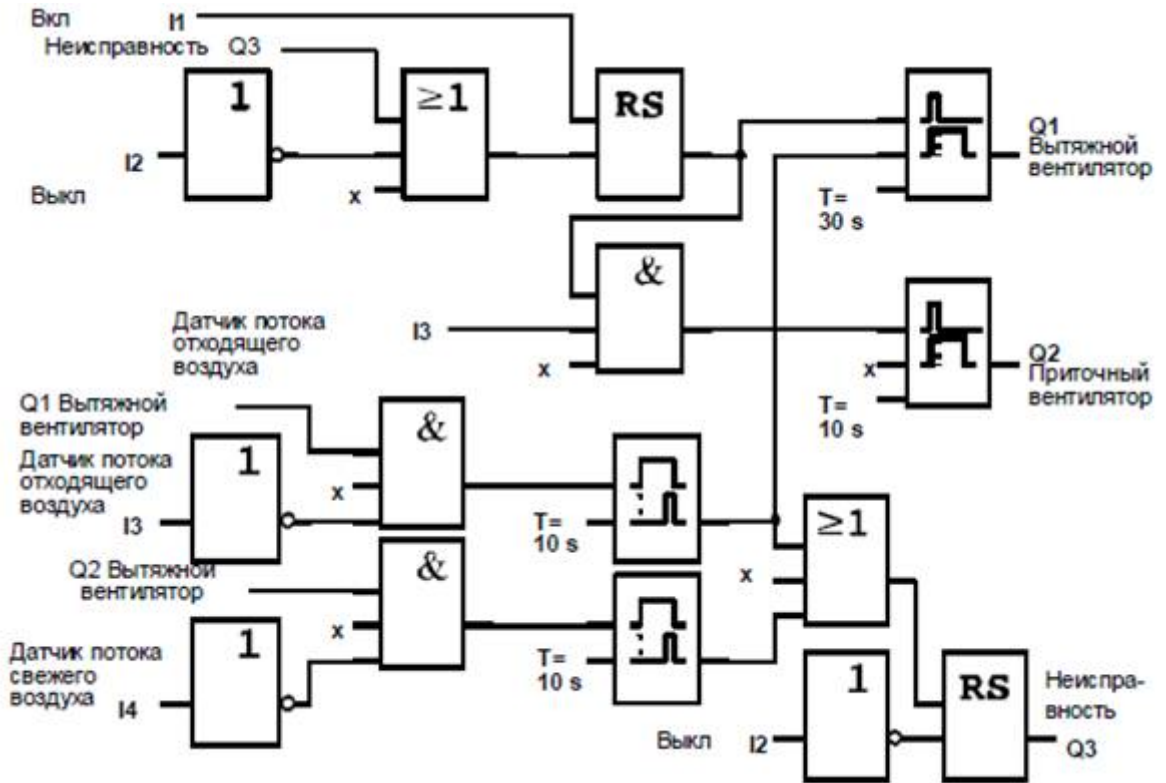 Вкл I1
Неисправность Q3
1
≥1
RS
I2
Выкл
x
Q1
Вытяжной
вентилятор
T=
30 s
&
Датчик потока
отходящего
воздуха
I3
x
x
Q2
Приточный
вентилятор
T=
10 s
Q1 Вытяжной
вентилятор
&
Датчик потока
отходящего
воздуха
1
x
I3
T=
10 s
≥1
Q2 Вытяжной
вентилятор
&
x
x
1
Датчик потока
свежего
воздуха
I4
T=
10 s
1
RS
Неиспра-
вность
Выкл I2
Q3